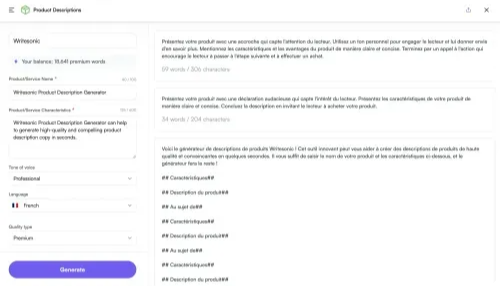 Product Descriptions
Writesonic
Your balance: 18,641 premium words
Product/Service Name *
Writesonic Product Description Generator
Product/Service Characteristics *
Writesonic Product Description Generator can help
to generate high-quality and compelling product
description copy in seconds.
Tone of voice
Professional
Language
French
Quality type
Premium
Generate
Présentez votre produit avec une accroche qui capte l'attention du lecteur. Utilisez un ton personnel pour engager le lecteur et lui donner envie
d'en savoir plus. Mentionnez les caractéristiques et les avantages du produit de manière claire et concise. Terminez par un appel à l'action qui
encourage le lecteur à passer à l'étape suivante et à effectuer un achat.
59 words / 306 characters
Présentez votre produit avec une déclaration audacieuse qui capte l'intérêt du lecteur. Présentez les caractéristiques de votre produit de
manière claire et concise. Concluez la description en invitant le lecteur à acheter votre produit.
34 words / 204 characters
Voici le générateur de descriptions de produits Writesonic ! Cet outil innovant peut vous aider à créer des descriptions de produits de haute
qualité et convaincantes en quelques secondes. Il vous suffit de saisir le nom de votre produit et les caractéristiques ci-dessus, et le
générateur fera le reste !
## Caractéristiques##
## Description du produit##
## Au sujet de##
## Caractéristiques##
## Description du produit##
## Au sujet de##
## Caractéristiques##
## Description du produit##